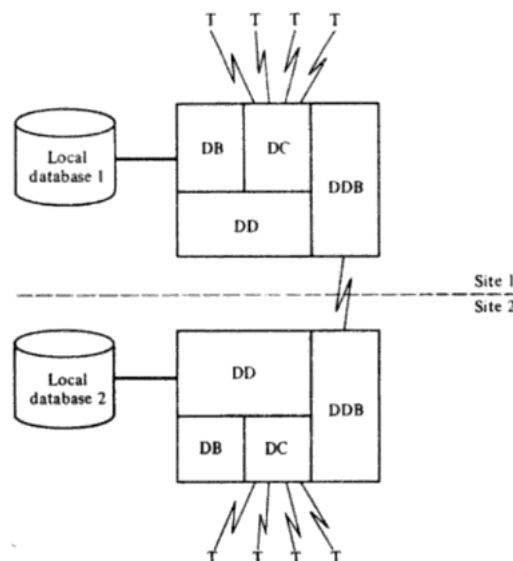 T T T T
Local
database 1
DB DC
DDB
DD
Site 1
Site 2
Local
database 2
DD
DDB
DB DC
T T T T